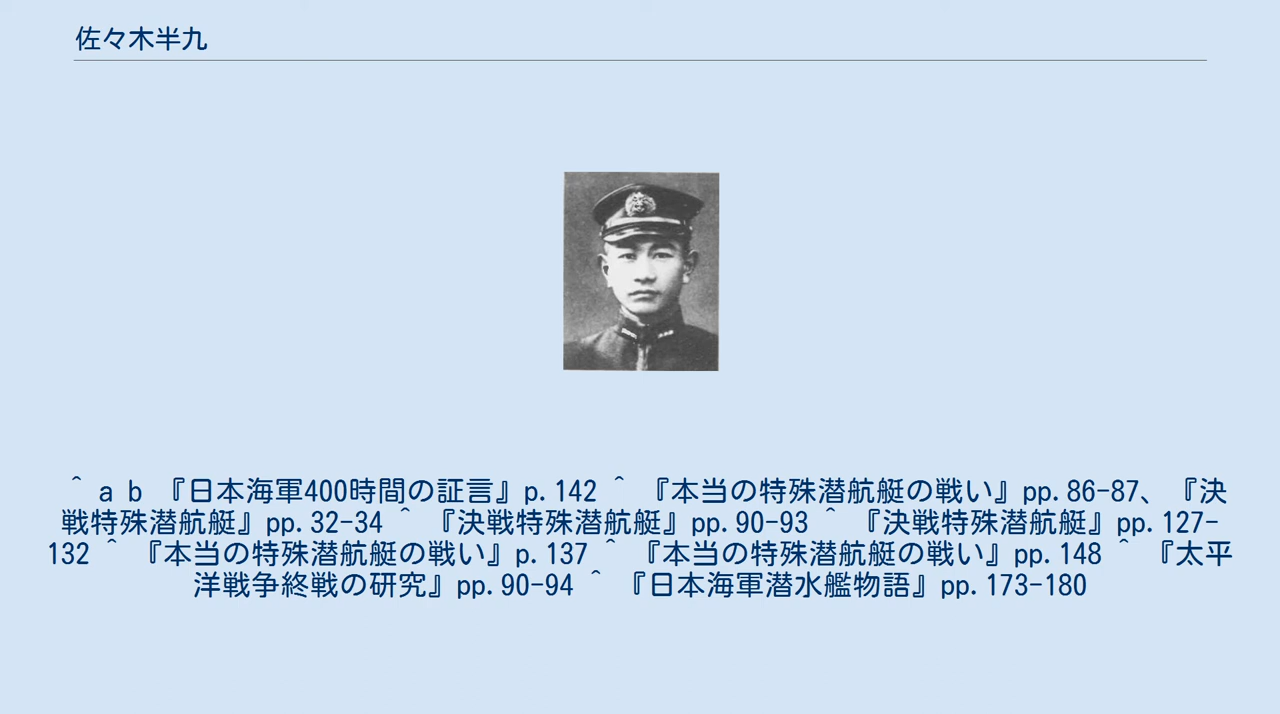 佐々木半九
^ a b 『日本海軍400時間の証言』p.142 ^ 『本当の特殊潜航艇の戦い』pp.86-87、『決
戦特殊潜航艇』pp.32-34 ^ 『決戦特殊潜航艇』pp.90-93 ^ 『決戦特殊潜航艇』pp.127-
132 ^ 『本当の特殊潜航艇の戦い』p.137 ^ 『本当の特殊潜航艇の戦い』pp.148 ^ 『太平
洋戦争終戦の研究』pp.90-94 ^ 『日本海軍潜水艦物語』pp.173-180